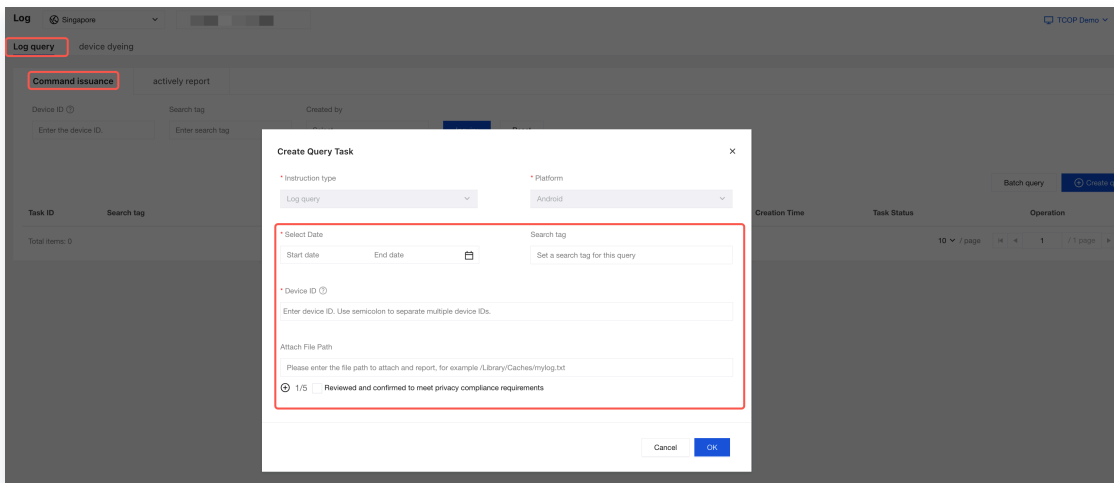 Log Singapore TCOP Demo
Log query device dyeing
Command issuance actively report
Device ID Search tag Created by
Enter the device ID. Enter search tag
Create Query Task
* Instruction type * Platform
Log query Android
Batch query Create q
Task ID Search tag Creation Time Task Status Operation
* Select Date Search tag
Total items: 0 10 / page 1 / 1 page
Start date End date Set a search tag for this query
* Device ID
Enter device ID. Use semicolon to separate multiple device IDs.
Attach File Path
Please enter the file path to attach and report, for example /Library/Caches/mylog.txt
1/5 Reviewed and confirmed to meet privacy compliance requirements
Cancel OK